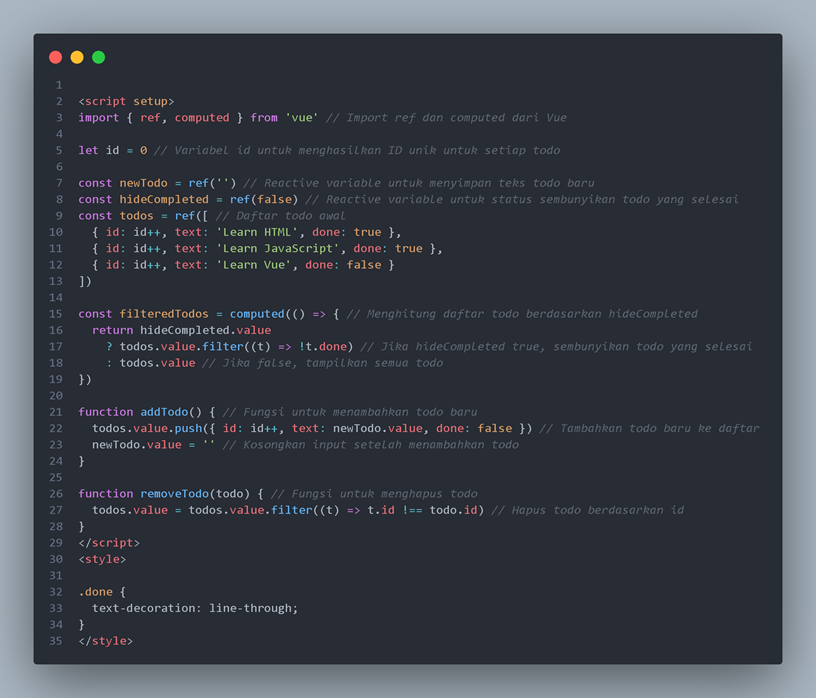 1
2 <script setup>
3 import { ref, computed } from 'vue' // Import ref dan computed dari Vue
4
5 let id = 0 // Variabel id untuk menghasilkan ID unik untuk setiap todo
6
7 const newTodo = ref('') // Reactive variable untuk menyimpan teks todo baru
8 const hideCompleted = ref(false) // Reactive variable untuk status sembunyikan todo yang selesai
9 const todos = ref([ // Daftar todo awal
10   { id: id++, text: 'Learn HTML', done: true },
11   { id: id++, text: 'Learn JavaScript', done: true },
12   { id: id++, text: 'Learn Vue', done: false }
13 ])
14
15 const filteredTodos = computed(() => { // Menghitung daftar todo berdasarkan hideCompleted
16   return hideCompleted.value
17     ? todos.value.filter((t) => !t.done) // Jika hideCompleted true, sembunyikan todo yang selesai
18     : todos.value // Jika false, tampilkan semua todo
19 })
20
21 function addTodo() { // Fungsi untuk menambahkan todo baru
22   todos.value.push({ id: id++, text: newTodo.value, done: false }) // Tambahkan todo baru ke daftar
23   newTodo.value = '' // Kosongkan input setelah menambahkan todo
24 }
25
26 function removeTodo(todo) { // Fungsi untuk menghapus todo
27   todos.value = todos.value.filter((t) => t.id !== todo.id) // Hapus todo berdasarkan id
28 }
29 </script>
30 <style>
31
32 .done {
33   text-decoration: line-through;
34 }
35 </style>